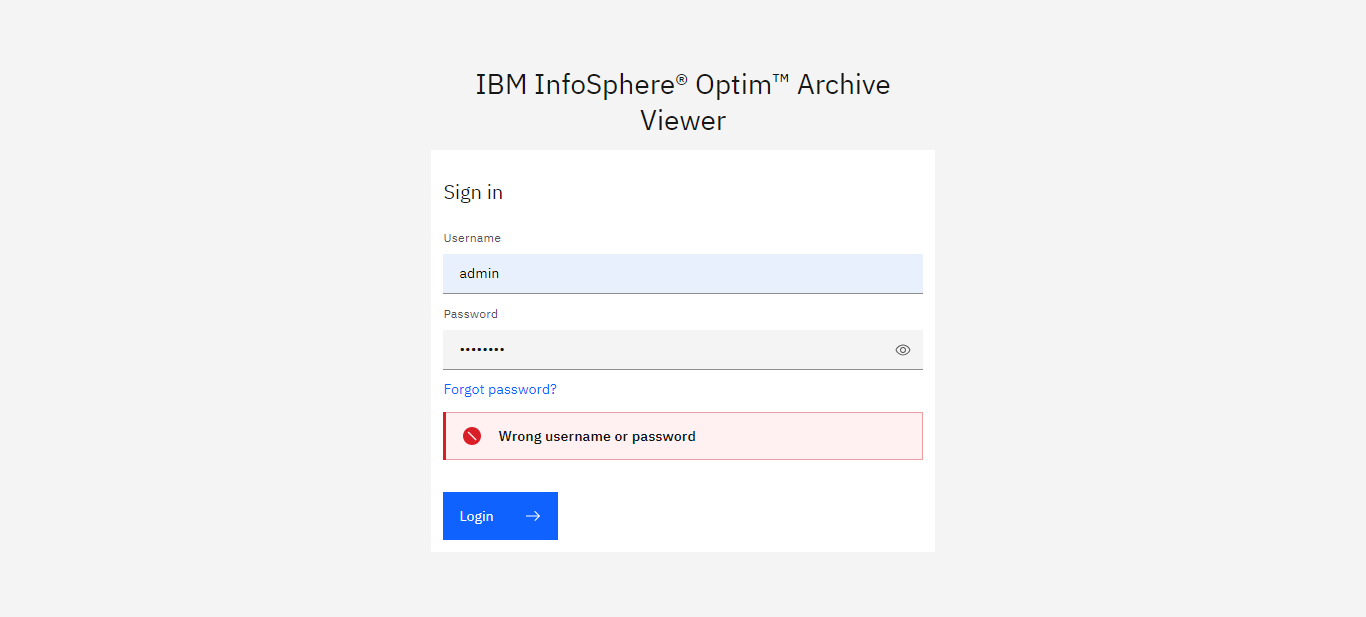 IBM InfoSphere® Optim™ Archive
Viewer
Sign in
Username
admin
Password
••••••••
Forgot password?
Wrong username or password
Login